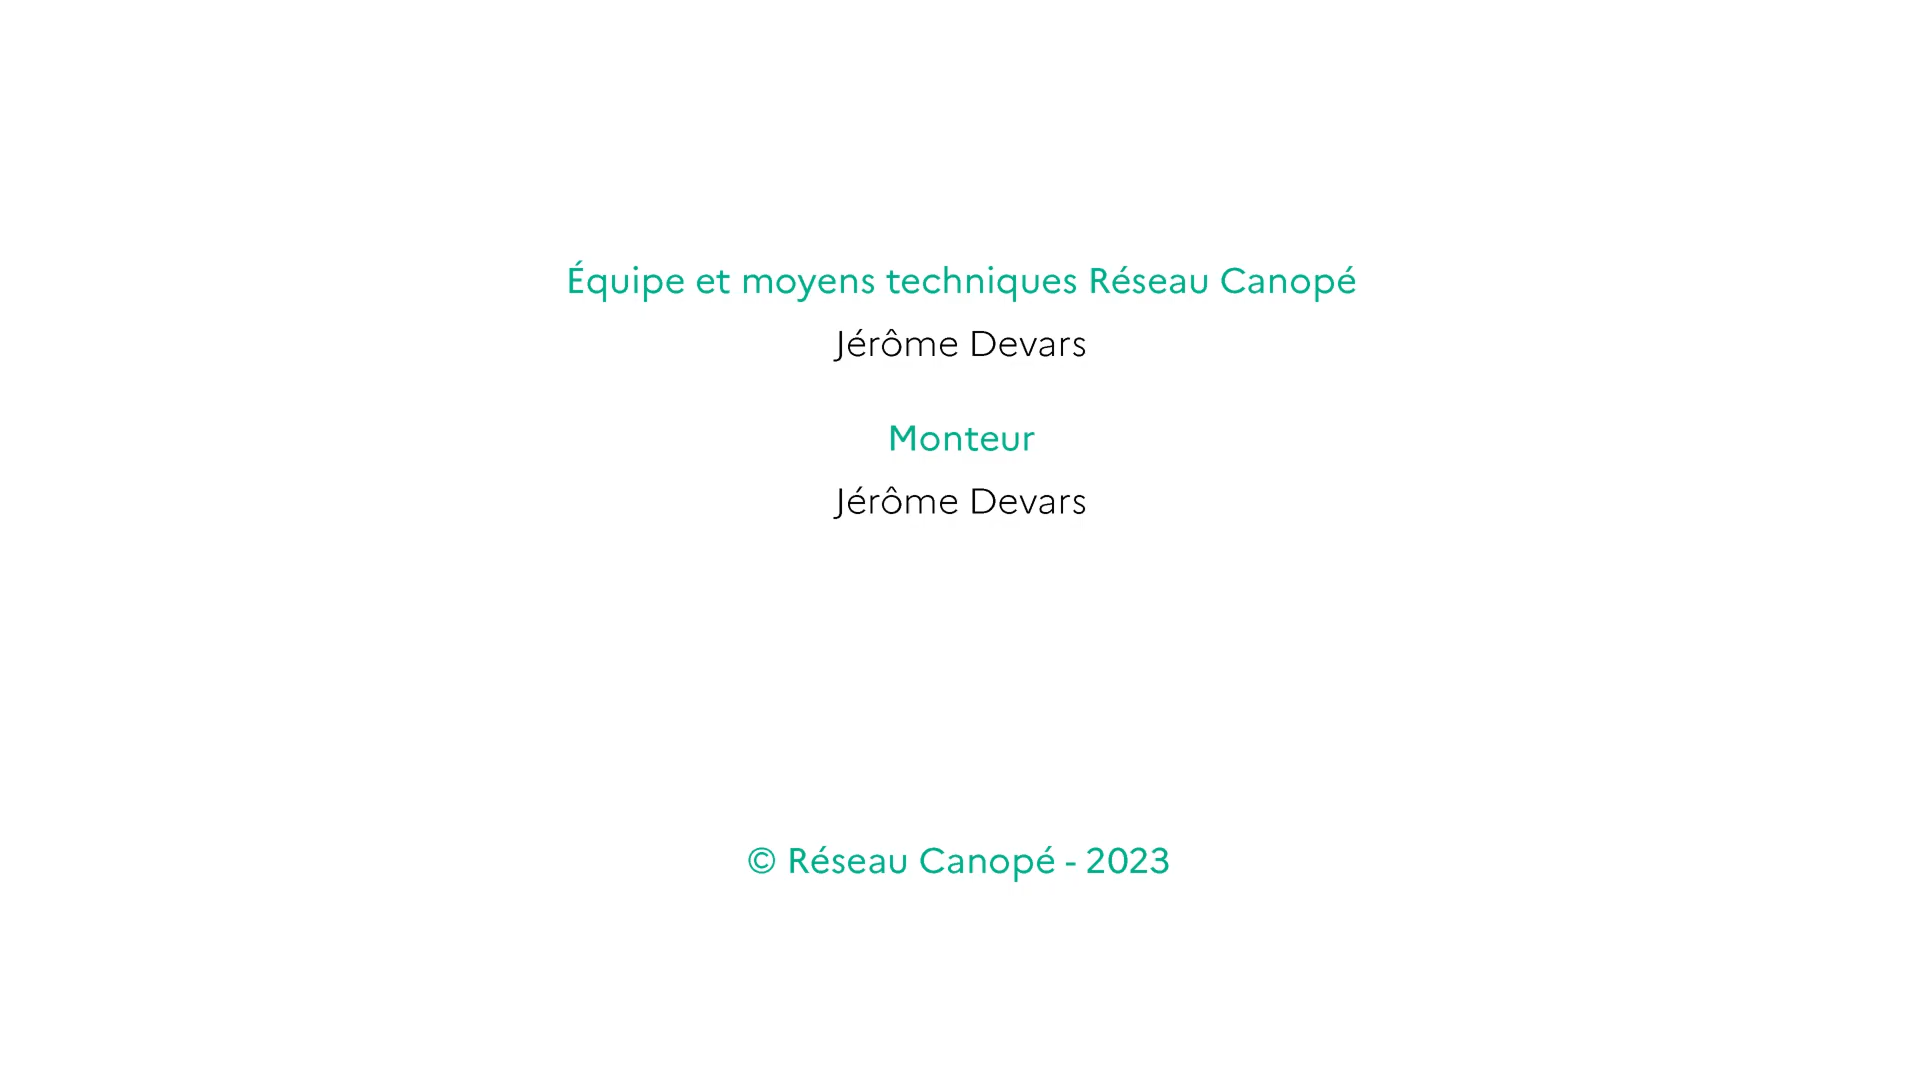 Équipe et moyens techniques Réseau Canopé
Jérôme Devars
Monteur
Jérôme Devars
© Réseau Canopé - 2023